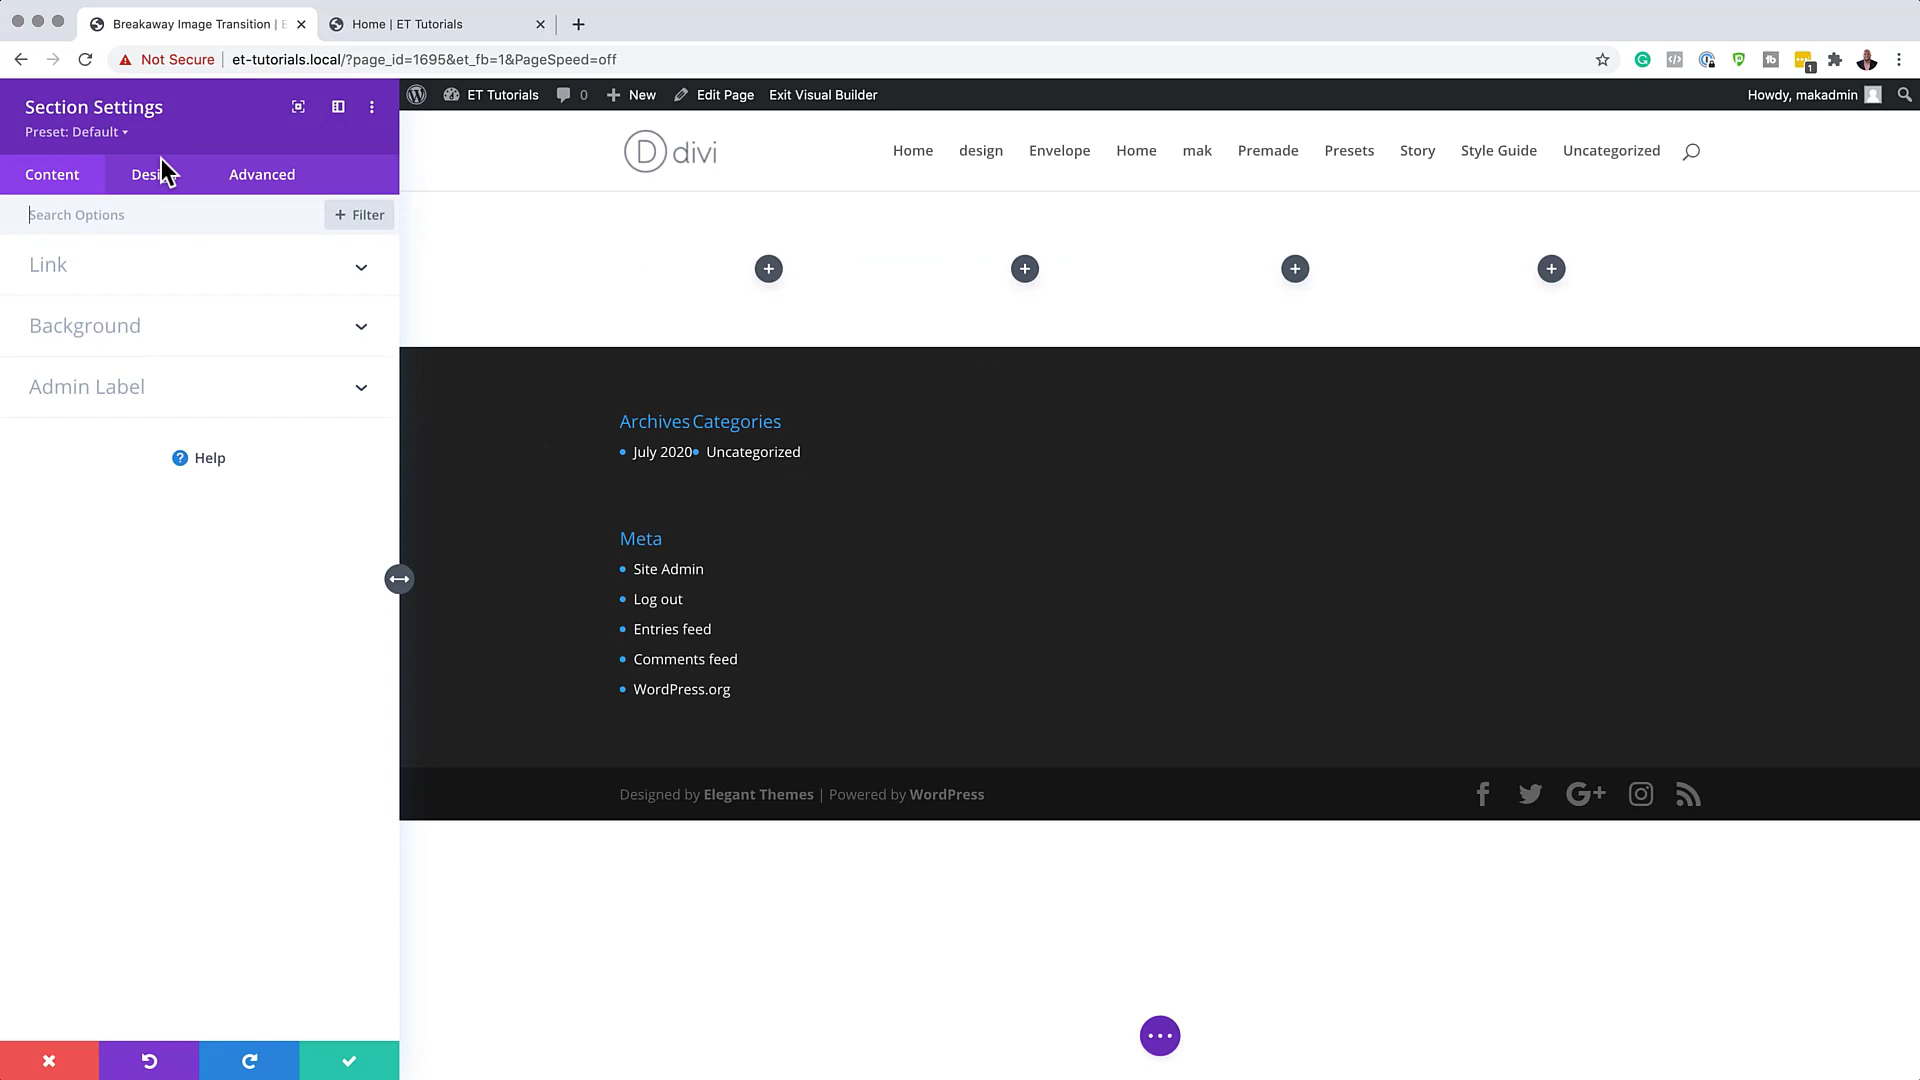 Breakaway Image Transition | E
Home | ET Tutorials
Not Secure
et-tutorials.local/?page_id=1695&et_fb=1&PageSpeed=off
1
Section Settings
Preset: Default
Content
Advanced
Search Options
+ Filter
Link
Background
Admin Label
? Help
ET Tutorials
0
New
Edit Page
Exit Visual Builder
Howdy, makadmin
D divi
Home
design
Envelope
Home
mak
Premade
Presets
Story
Style Guide
Uncategorized
Archives Categories
July 2020 Uncategorized
Meta
Site Admin
Log out
Entries feed
Comments feed
WordPress.org
Designed by Elegant Themes | Powered by WordPress